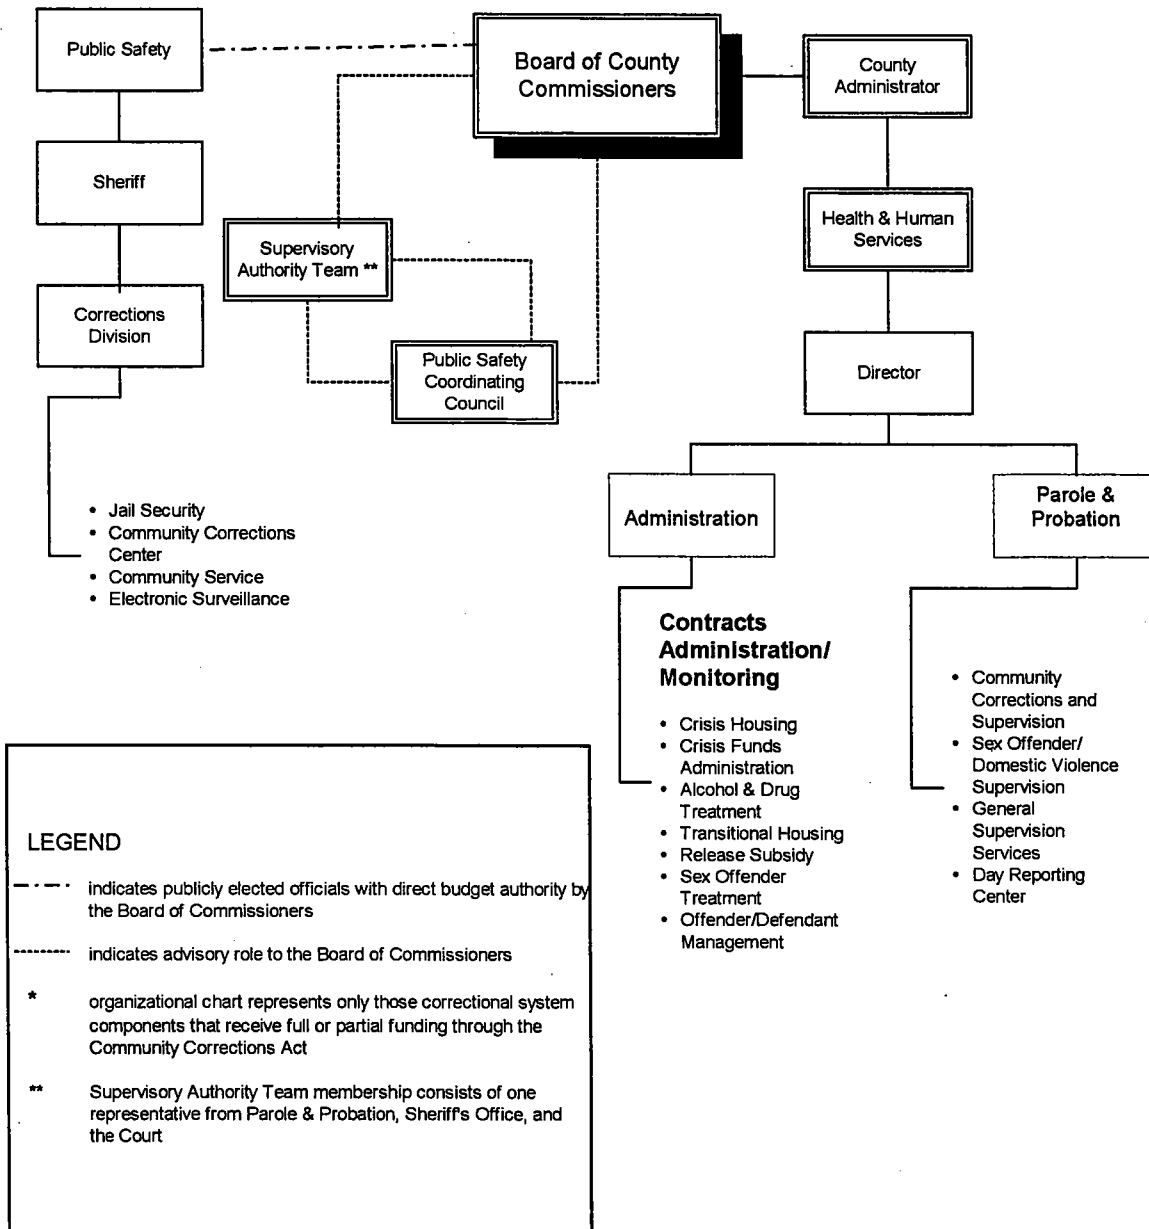 Public Safety
Board of County
Commissioners
County
Administrator
Sheriff
Health & Human
Services
Supervisory
Authority Team **
Corrections
Division
Public Safety
Coordinating
Council
Director
• Jail Security
• Community Corrections
Center
• Community Service
• Electronic Surveillance
Administration
Parole &
Probation
Contracts
Administration/
Monitoring
• Crisis Housing
• Crisis Funds
Administration
• Alcohol & Drug
Treatment
• Transitional Housing
• Release Subsidy
• Sex Offender
Treatment
• Offender/Defendant
Management
• Community
Corrections and
Supervision
• Sex Offender/
Domestic Violence
Supervision
• General
Supervision
Services
• Day Reporting
Center
LEGEND
indicates publicly elected officials with direct budget authority by
the Board of Commissioners
indicates advisory role to the Board of Commissioners
* organizational chart represents only those correctional system
components that receive full or partial funding through the
Community Corrections Act
** Supervisory Authority Team membership consists of one
representative from Parole & Probation, Sheriff's Office, and
the Court